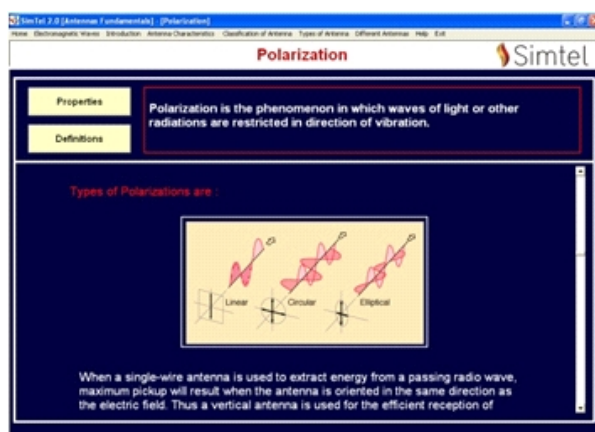 SimTel 2.0 [Antennas Fundamentals] - [Polarization]
Home Electromagnetic Waves Introduction Antenna Characteristics Classification of Antenna Types of Antenna Different Antennas Help Exit
Polarization
Simtel
Properties
Definitions
Polarization is the phenomenon in which waves of light or other
radiations are restricted in direction of vibration.
Types of Polarizations are :
Linear Circular Elliptical
When a single-wire antenna is used to extract energy from a passing radio wave,
maximum pickup will result when the antenna is oriented in the same direction as
the electric field. Thus a vertical antenna is used for the efficient reception of